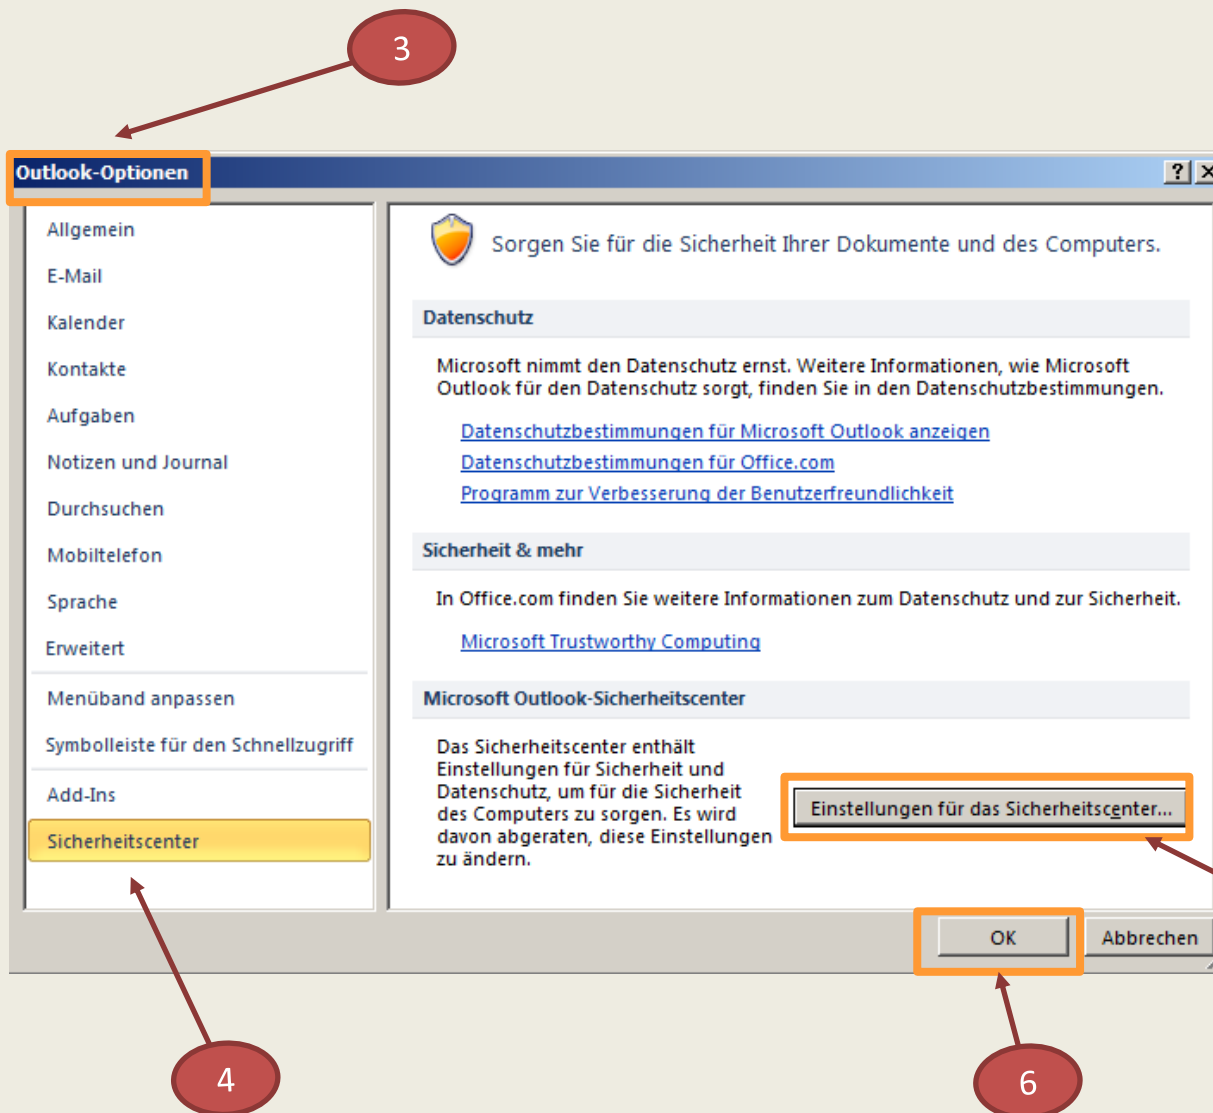 3
Outlook-Optionen
Allgemein
E-Mail
Kalender
Kontakte
Aufgaben
Notizen und Journal
Durchsuchen
Mobiltelefon
Sprache
Erweitert
Menüband anpassen
Symbolleiste für den Schnellzugriff
Add-Ins
Sicherheitscenter
Sorgen Sie für die Sicherheit Ihrer Dokumente und des Computers.
Datenschutz
Microsoft nimmt den Datenschutz ernst. Weitere Informationen, wie Microsoft
Outlook für den Datenschutz sorgt, finden Sie in den Datenschutzbestimmungen.
Datenschutzbestimmungen für Microsoft Outlook anzeigen
Datenschutzbestimmungen für Office.com
Programm zur Verbesserung der Benutzerfreundlichkeit
Sicherheit & mehr
In Office.com finden Sie weitere Informationen zum Datenschutz und zur Sicherheit.
Microsoft Trustworthy Computing
Microsoft Outlook-Sicherheitscenter
Das Sicherheitscenter enthält
Einstellungen für Sicherheit und
Datenschutz, um für die Sicherheit
des Computers zu sorgen. Es wird
davon abgeraten, diese Einstellungen
zu ändern.
Einstellungen für das Sicherheitscenter...
OK
Abbrechen
4
6